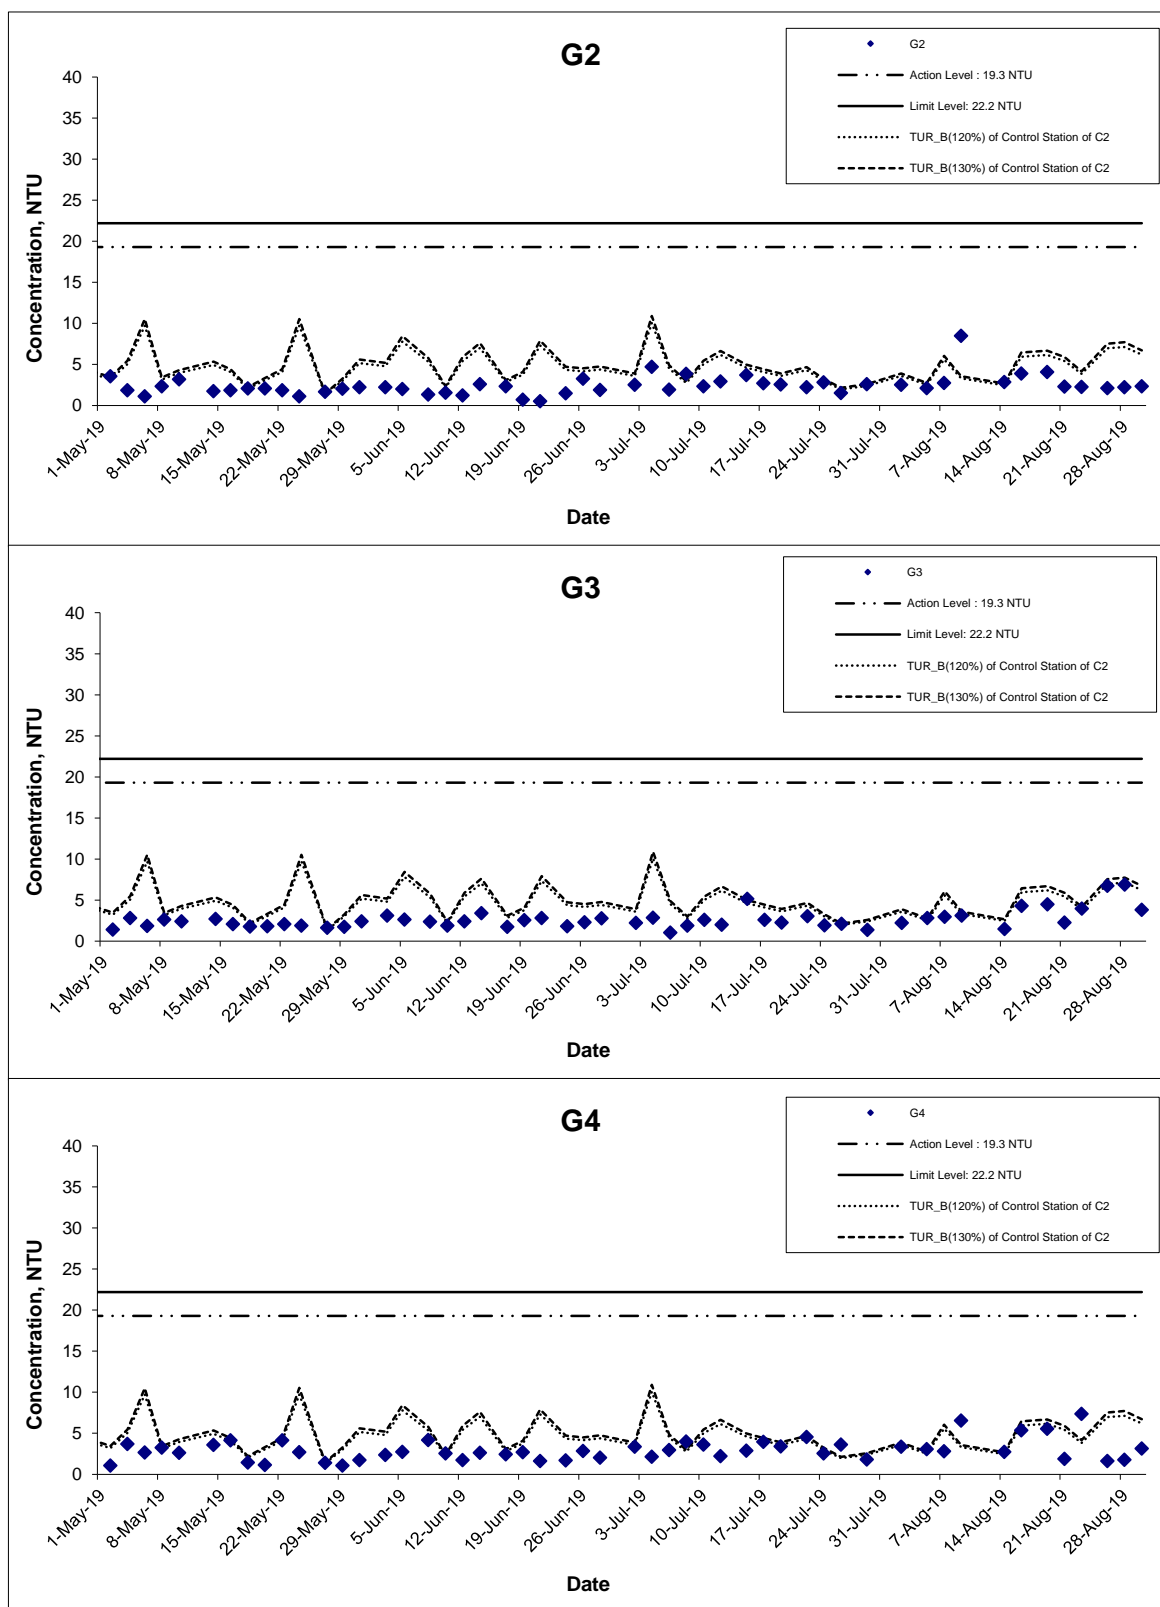 G2
G2
Action Level : 19.3 NTU
Limit Level: 22.2 NTU
TUR_B(120%) of Control Station of C2
TUR_B(130%) of Control Station of C2
40
35
30
25
20
15
10
5
0
Concentration, NTU
1-May-19
8-May-19
15-May-19
22-May-19
29-May-19
5-Jun-19
12-Jun-19
19-Jun-19
26-Jun-19
3-Jul-19
10-Jul-19
17-Jul-19
24-Jul-19
31-Jul-19
7-Aug-19
14-Aug-19
21-Aug-19
28-Aug-19
Date
G3
G3
Action Level : 19.3 NTU
Limit Level: 22.2 NTU
TUR_B(120%) of Control Station of C2
TUR_B(130%) of Control Station of C2
40
35
30
25
20
15
10
5
0
Concentration, NTU
1-May-19
8-May-19
15-May-19
22-May-19
29-May-19
5-Jun-19
12-Jun-19
19-Jun-19
26-Jun-19
3-Jul-19
10-Jul-19
17-Jul-19
24-Jul-19
31-Jul-19
7-Aug-19
14-Aug-19
21-Aug-19
28-Aug-19
Date
G4
G4
Action Level : 19.3 NTU
Limit Level: 22.2 NTU
TUR_B(120%) of Control Station of C2
TUR_B(130%) of Control Station of C2
40
35
30
25
20
15
10
5
0
Concentration, NTU
1-May-19
8-May-19
15-May-19
22-May-19
29-May-19
5-Jun-19
12-Jun-19
19-Jun-19
26-Jun-19
3-Jul-19
10-Jul-19
17-Jul-19
24-Jul-19
31-Jul-19
7-Aug-19
14-Aug-19
21-Aug-19
28-Aug-19
Date